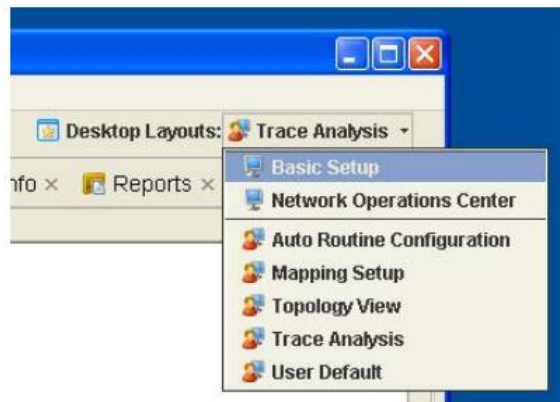 Desktop Layouts: Trace Analysis
nfo × Reports ×
Basic Setup
Network Operations Center
Auto Routine Configuration
Mapping Setup
Topology View
Trace Analysis
User Default